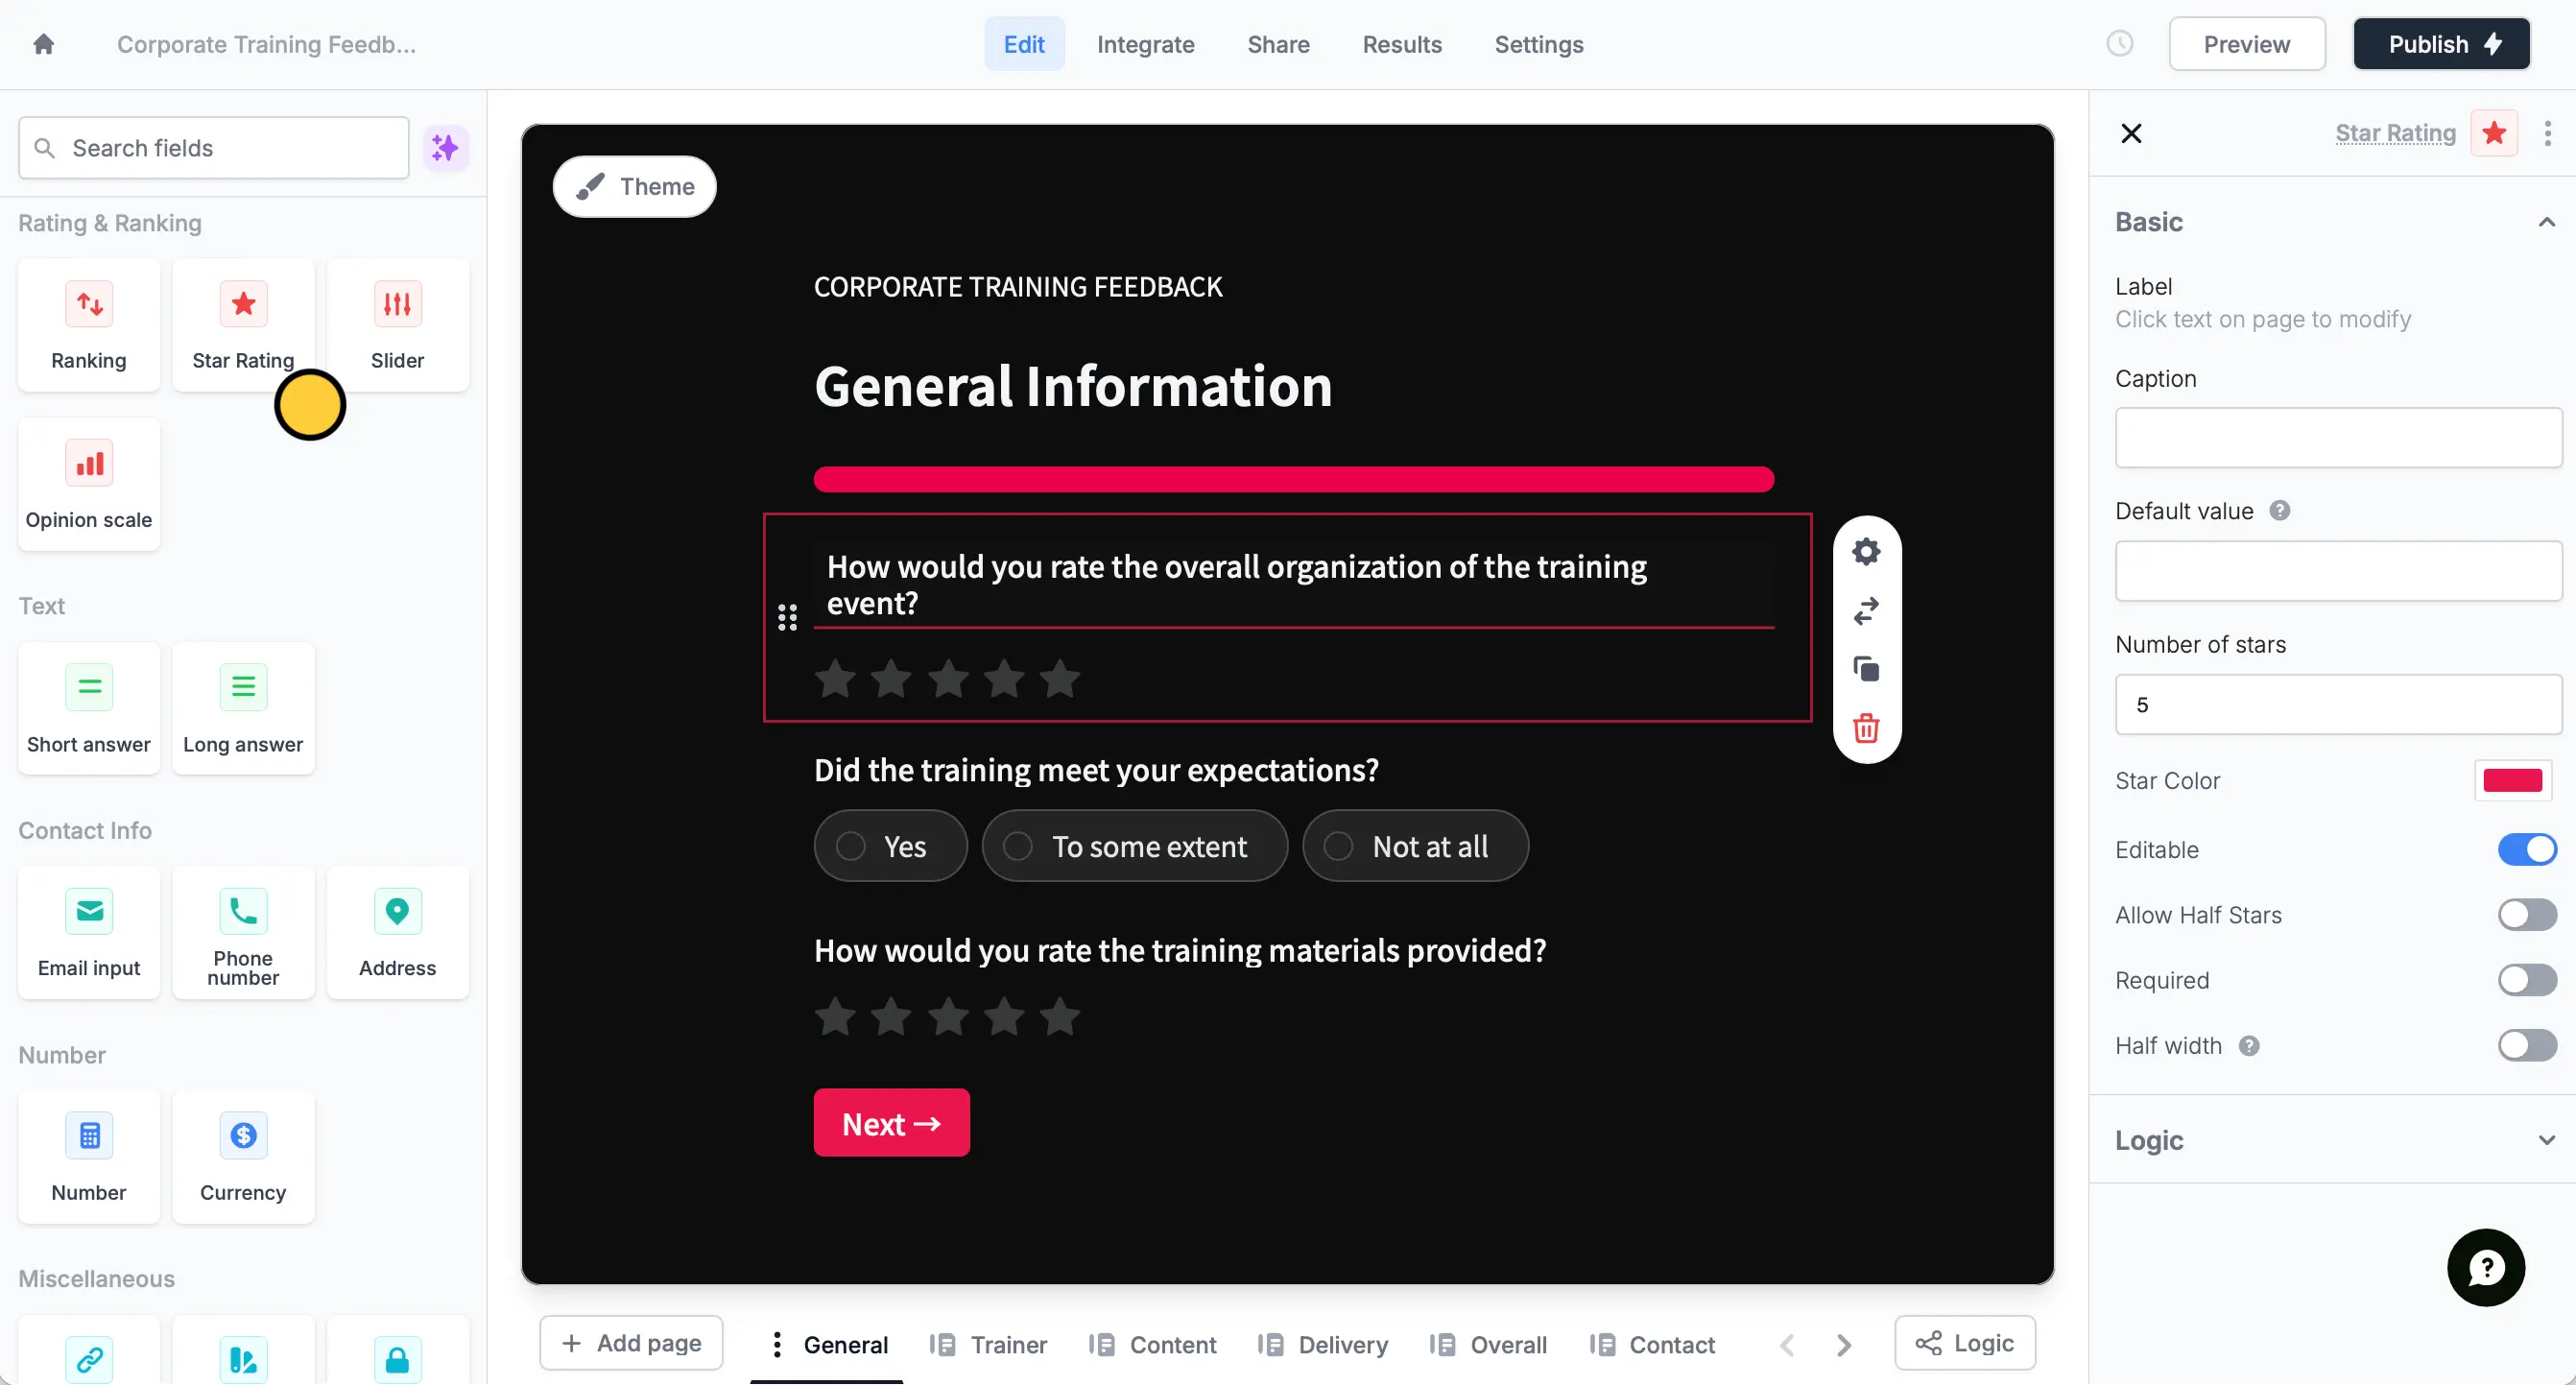 Corporate Training Feedb...
Edit
Integrate
Share
Results
Settings
Preview
Publish
Search fields
Rating & Ranking
Ranking
Star Rating
Slider
Opinion scale
Text
Short answer
Long answer
Contact Info
Email input
Phone
number
Address
Number
Number
Currency
Miscellaneous
Theme
CORPORATE TRAINING FEEDBACK
General Information
How would you rate the overall organization of the training
event?
Did the training meet your expectations?
Yes
To some extent
Not at all
How would you rate the training materials provided?
Next →
+ Add page
General
Trainer
Content
Delivery
Overall
Contact
Logic
Star Rating
Basic
Label
Click text on page to modify
Caption
Default value ?
Number of stars
5
Star Color
Editable
Allow Half Stars
Required
Half width ?
Logic
?